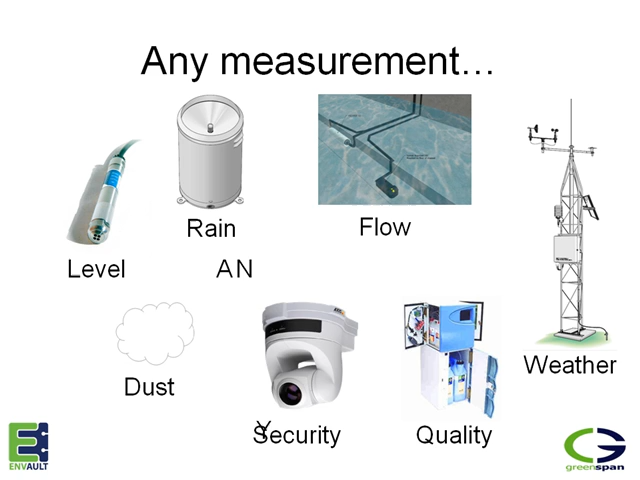 Any measurement…
Rain
Flow
Level
AN
Weather
Dust
Y
Security
Quality
ENVAULT
greenspan